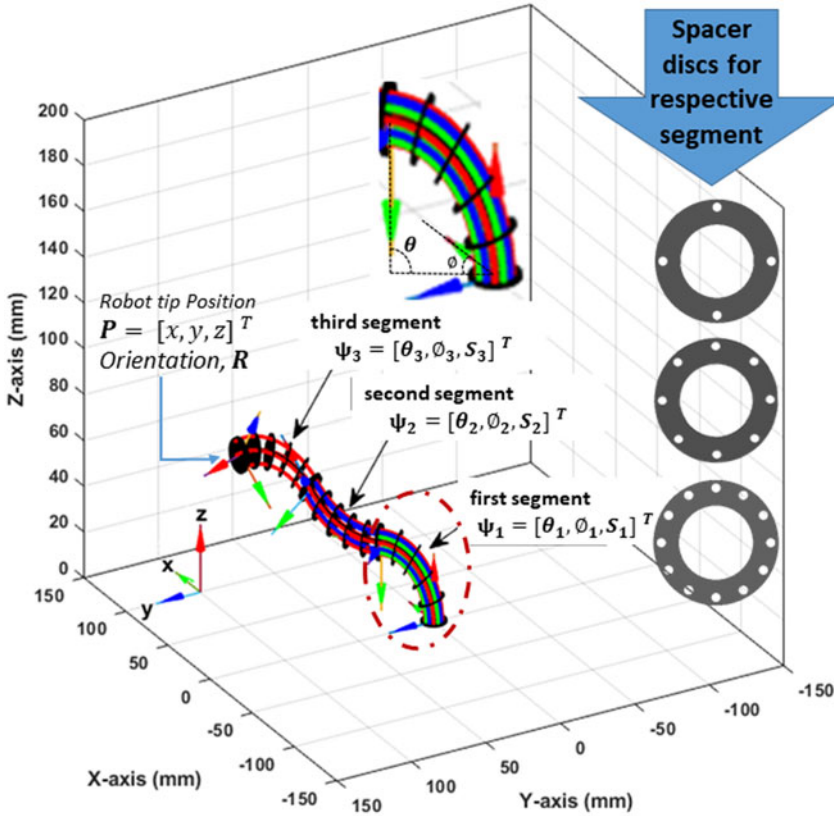 Spacer
discs for
respective
segment
200
180
160
140
120
100
80
60
40
20
0
Z-axis (mm)
θ
∅
Robot tip Position
P = [x, y, z] ᵀ
Orientation, R
third segment
ψ₃ = [θ₃, ∅₃, S₃] ᵀ
second segment
ψ₂ = [θ₂, ∅₂, S₂] ᵀ
first segment
ψ₁ = [θ₁, ∅₁, S₁] ᵀ
z
x
y
150
100
50
0
-50
-100
-150
X-axis (mm)
150
100
50
0
-50
-100
-150
Y-axis (mm)